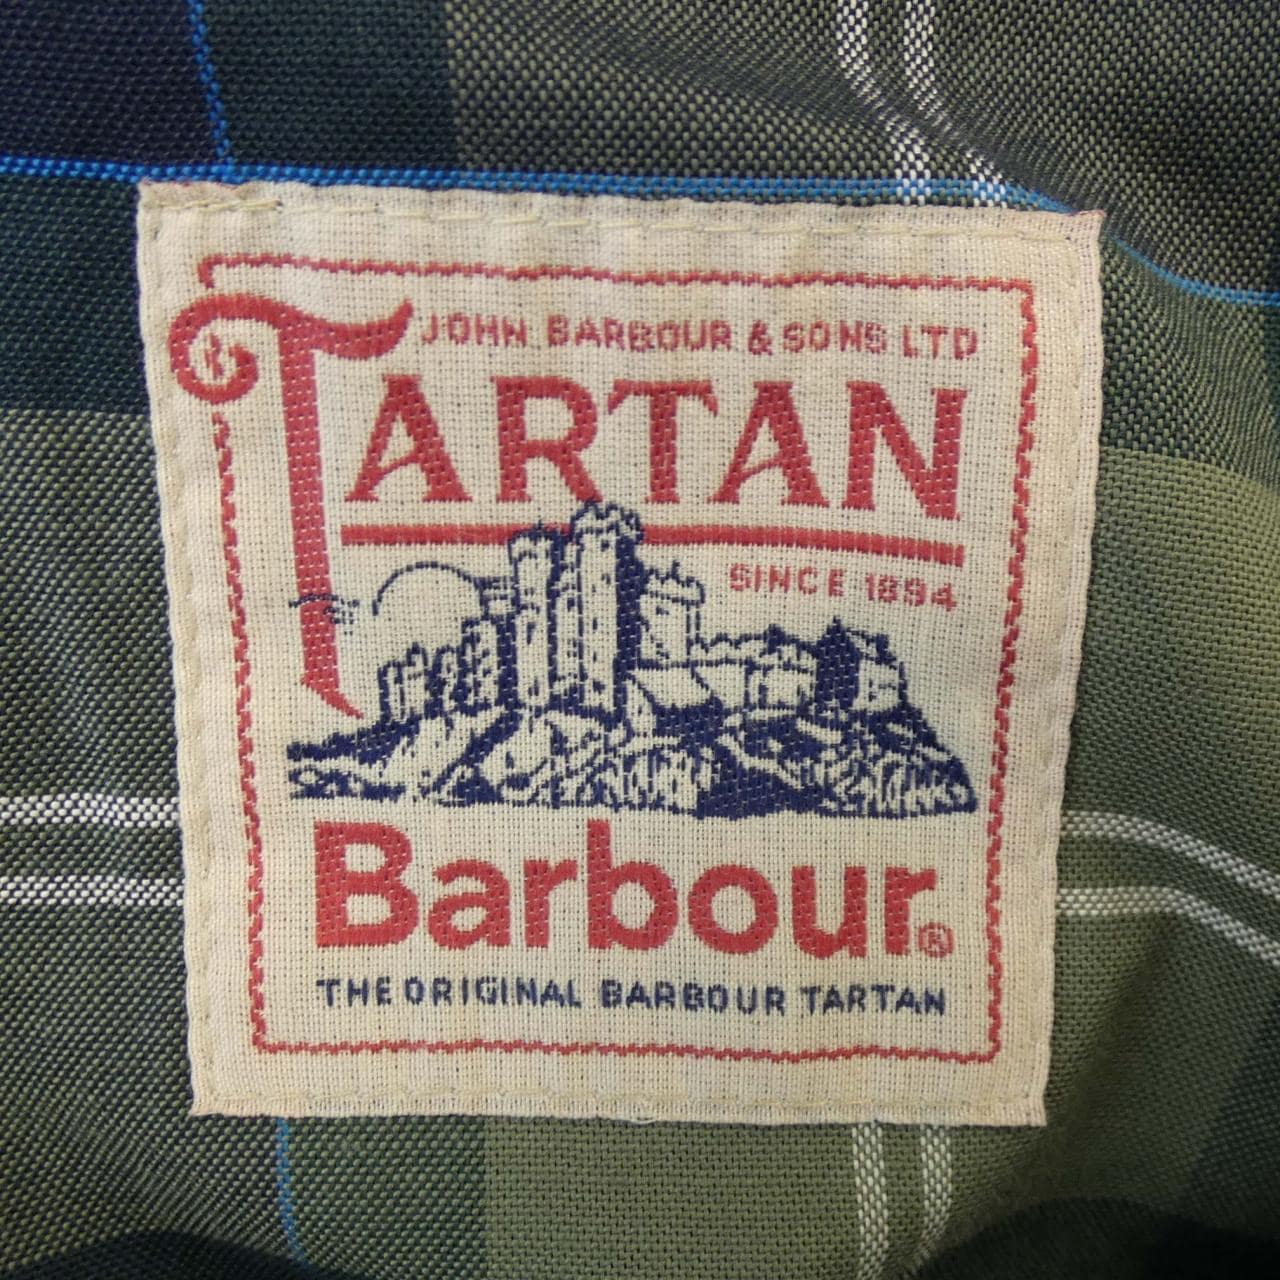 JOHN BARBOUR & SONS LTD
TARTAN
SINCE 1894
Barbour®
THE ORIGINAL BARBOUR TARTAN